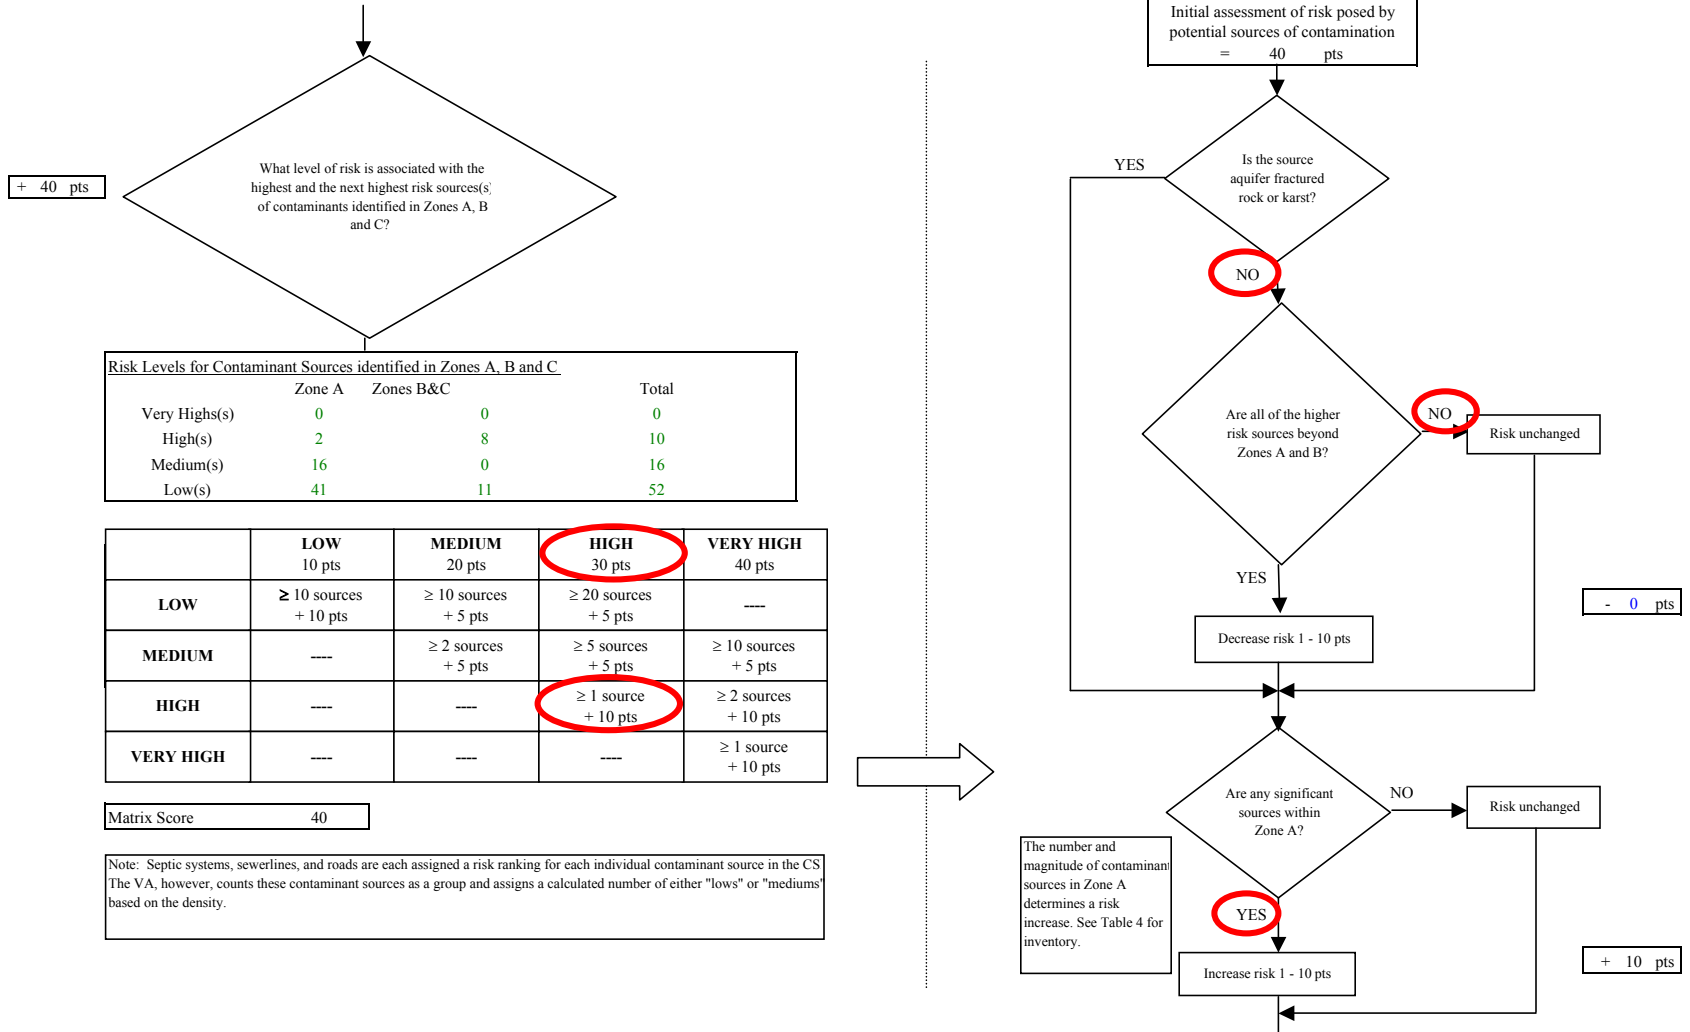 + 40 pts
What level of risk is associated with the
highest and the next highest risk sources(s)
of contaminants identified in Zones A, B
and C?
Risk Levels for Contaminant Sources identified in Zones A, B and C
Zone A Zones B&C Total
Very Highs(s) 0 0 0
High(s) 2 8 10
Medium(s) 16 0 16
Low(s) 41 11 52
LOW MEDIUM HIGH VERY HIGH
10 pts 20 pts 30 pts 40 pts
LOW ≥ 10 sources ≥ 10 sources ≥ 20 sources ----
+ 10 pts + 5 pts + 5 pts
MEDIUM ---- ≥ 2 sources ≥ 5 sources ≥ 10 sources
+ 5 pts + 5 pts + 5 pts
HIGH ---- ---- ≥ 1 source ≥ 2 sources
+ 10 pts + 10 pts
VERY HIGH ---- ---- ---- ≥ 1 source
+ 10 pts
Matrix Score 40
Note: Septic systems, sewerlines, and roads are each assigned a risk ranking for each individual contaminant source in the CS
The VA, however, counts these contaminant sources as a group and assigns a calculated number of either "lows" or "mediums"
based on the density.
Initial assessment of risk posed by
potential sources of contamination
= 40 pts
Is the source
aquifer fractured
rock or karst?
YES
NO
Are all of the higher
risk sources beyond
Zones A and B?
NO
Risk unchanged
YES
Decrease risk 1 - 10 pts
- 0 pts
Are any significant
sources within
Zone A?
NO
Risk unchanged
The number and
magnitude of contaminant
sources in Zone A
determines a risk
increase. See Table 4 for
inventory.
YES
Increase risk 1 - 10 pts
+ 10 pts